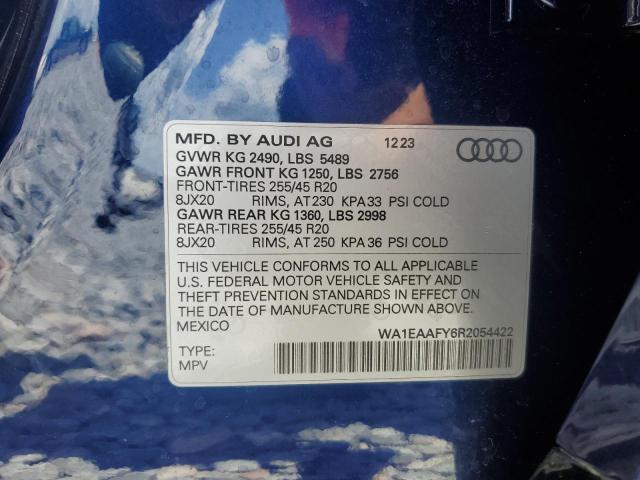 MFD. BY AUDI AG 12 23
GVWR KG 2490, LBS 5489
GAWR FRONT KG 1250, LBS 2756
FRONT-TIRES 255/45 R20
8JX20 RIMS, AT 230 KPA 33 PSI COLD
GAWR REAR KG 1360, LBS 2998
REAR-TIRES 255/45 R20
8JX20 RIMS, AT 250 KPA 36 PSI COLD
THIS VEHICLE CONFORMS TO ALL APPLICABLE
U.S. FEDERAL MOTOR VEHICLE SAFETY AND
THEFT PREVENTION STANDARDS IN EFFECT ON
THE DATE OF MANUFACTURE SHOWN ABOVE.
MEXICO
WA1EAAFY6R2054422
TYPE:
MPV